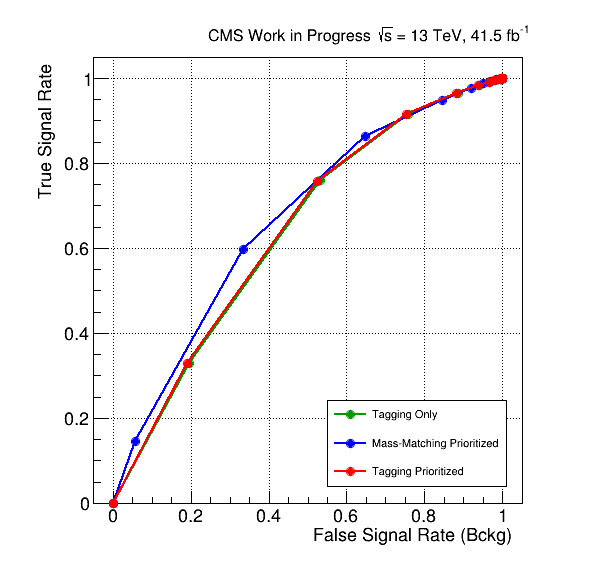 CMS Work in Progress √s = 13 TeV, 41.5 fb⁻¹
True Signal Rate
1
0.8
0.6
0.4
0.2
0
Tagging Only
Mass-Matching Prioritized
Tagging Prioritized
0 0.2 0.4 0.6 0.8 1
False Signal Rate (Bckg)